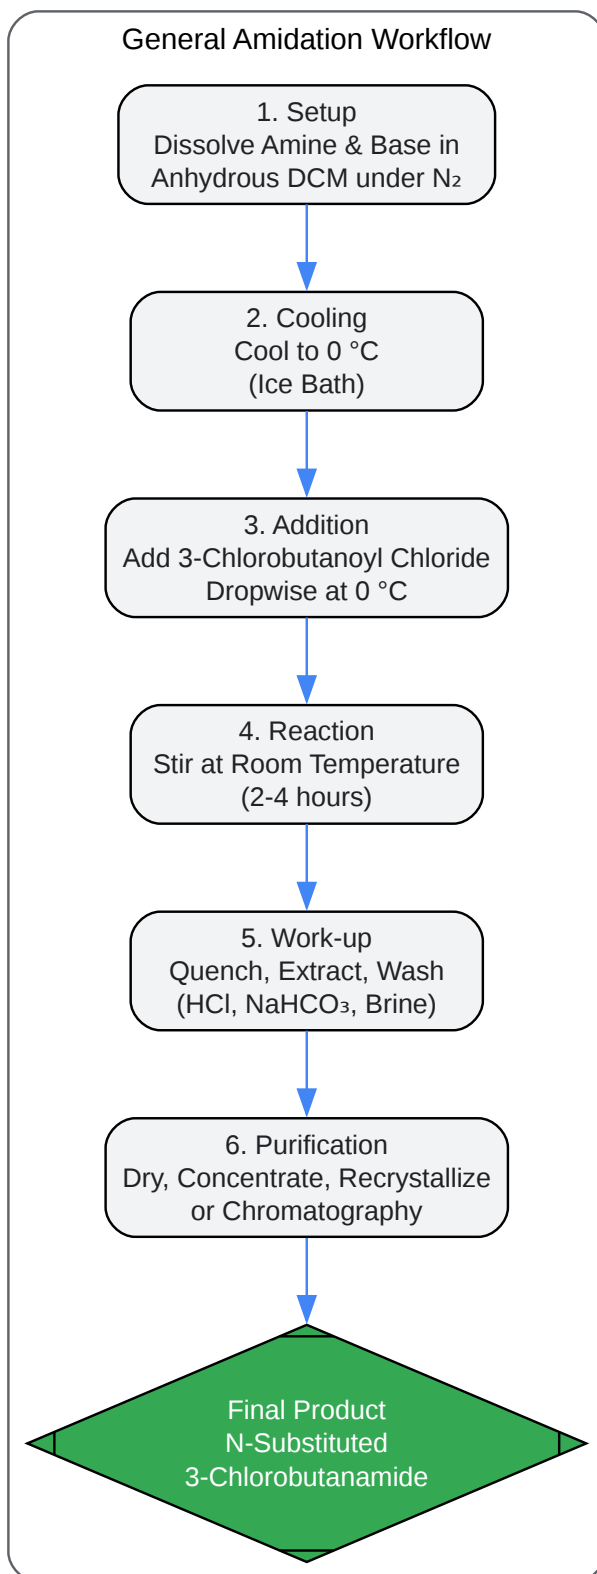 General Amidation Workflow
1. Setup
Dissolve Amine & Base in
Anhydrous DCM under N₂
2. Cooling
Cool to 0 °C
(Ice Bath)
3. Addition
Add 3-Chlorobutanoyl Chloride
Dropwise at 0 °C
4. Reaction
Stir at Room Temperature
(2-4 hours)
5. Work-up
Quench, Extract, Wash
(HCl, NaHCO₃, Brine)
6. Purification
Dry, Concentrate, Recrystallize
or Chromatography
Final Product
N-Substituted
3-Chlorobutanamide